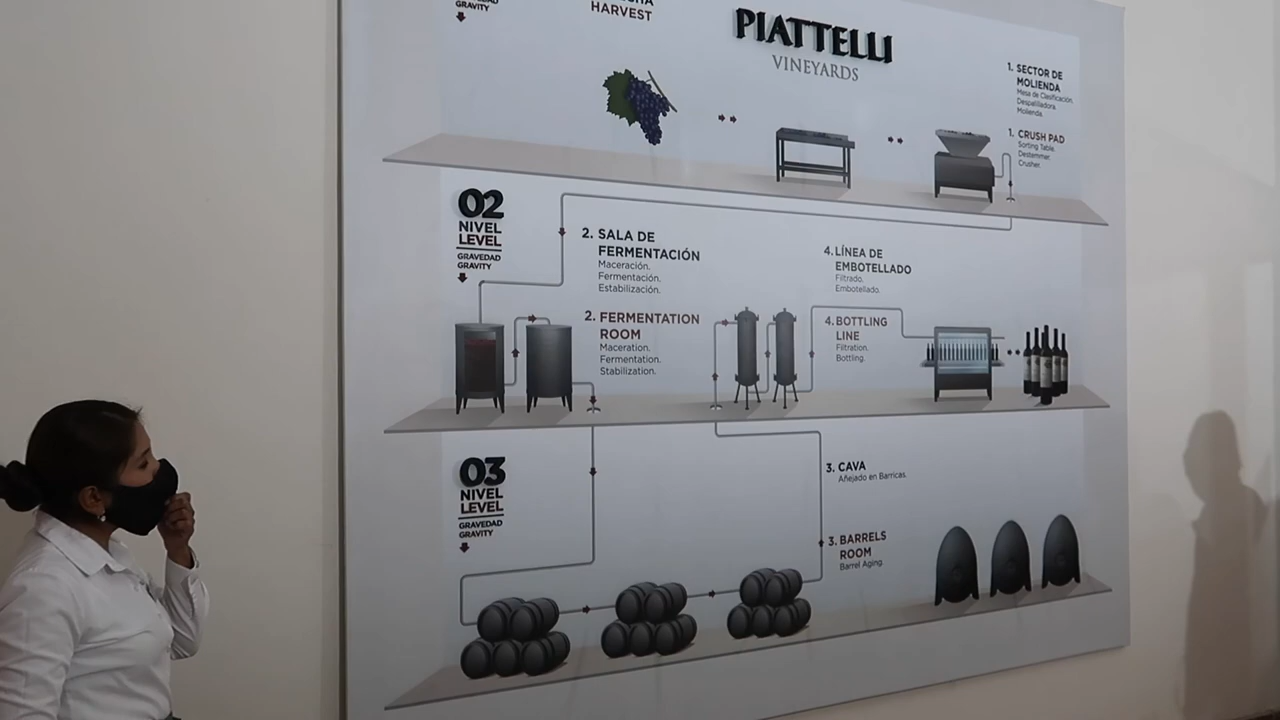 GRAVITY
HARVEST
PIATTELLI
VINEYARDS
1. SECTOR DE
MOLIENDA
Mesa de Clasificación.
Despalilladora.
Molienda.
1. CRUSH PAD
Sorting Table.
Destemmer.
Crusher.
02
NIVEL
LEVEL
GRAVEDAD
GRAVITY
2. SALA DE
FERMENTACIÓN
Maceración.
Fermentación.
Estabilización.
2. FERMENTATION
ROOM
Maceration.
Fermentation.
Stabilization.
4. LÍNEA DE
EMBOTELLADO
Filtrado.
Embotellado.
4. BOTTLING
LINE
Filtration.
Bottling.
03
NIVEL
LEVEL
GRAVEDAD
GRAVITY
3. CAVA
Añejado en Barricas.
3. BARRELS
ROOM
Barrel Aging.